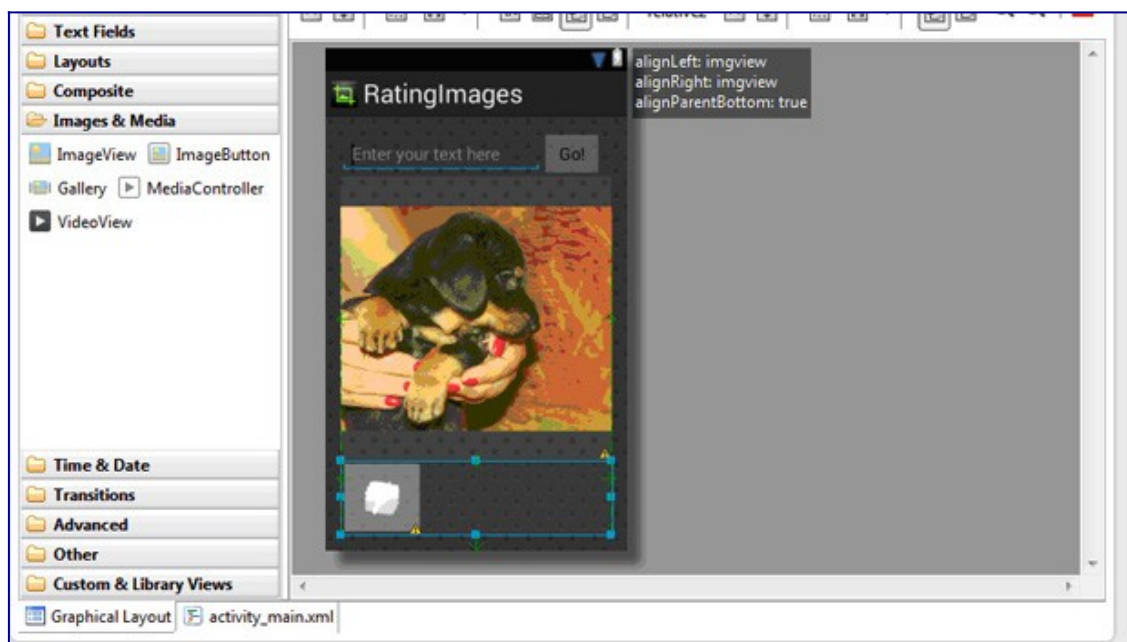 Text Fields
Layouts
Composite
Images & Media
ImageView ImageButton
Gallery MediaController
VideoView
Time & Date
Transitions
Advanced
Other
Custom & Library Views
Graphical Layout activity_main.xml
RatingImages
Enter your text here Go!
alignLeft: imgview
alignRight: imgview
alignParentBottom: true